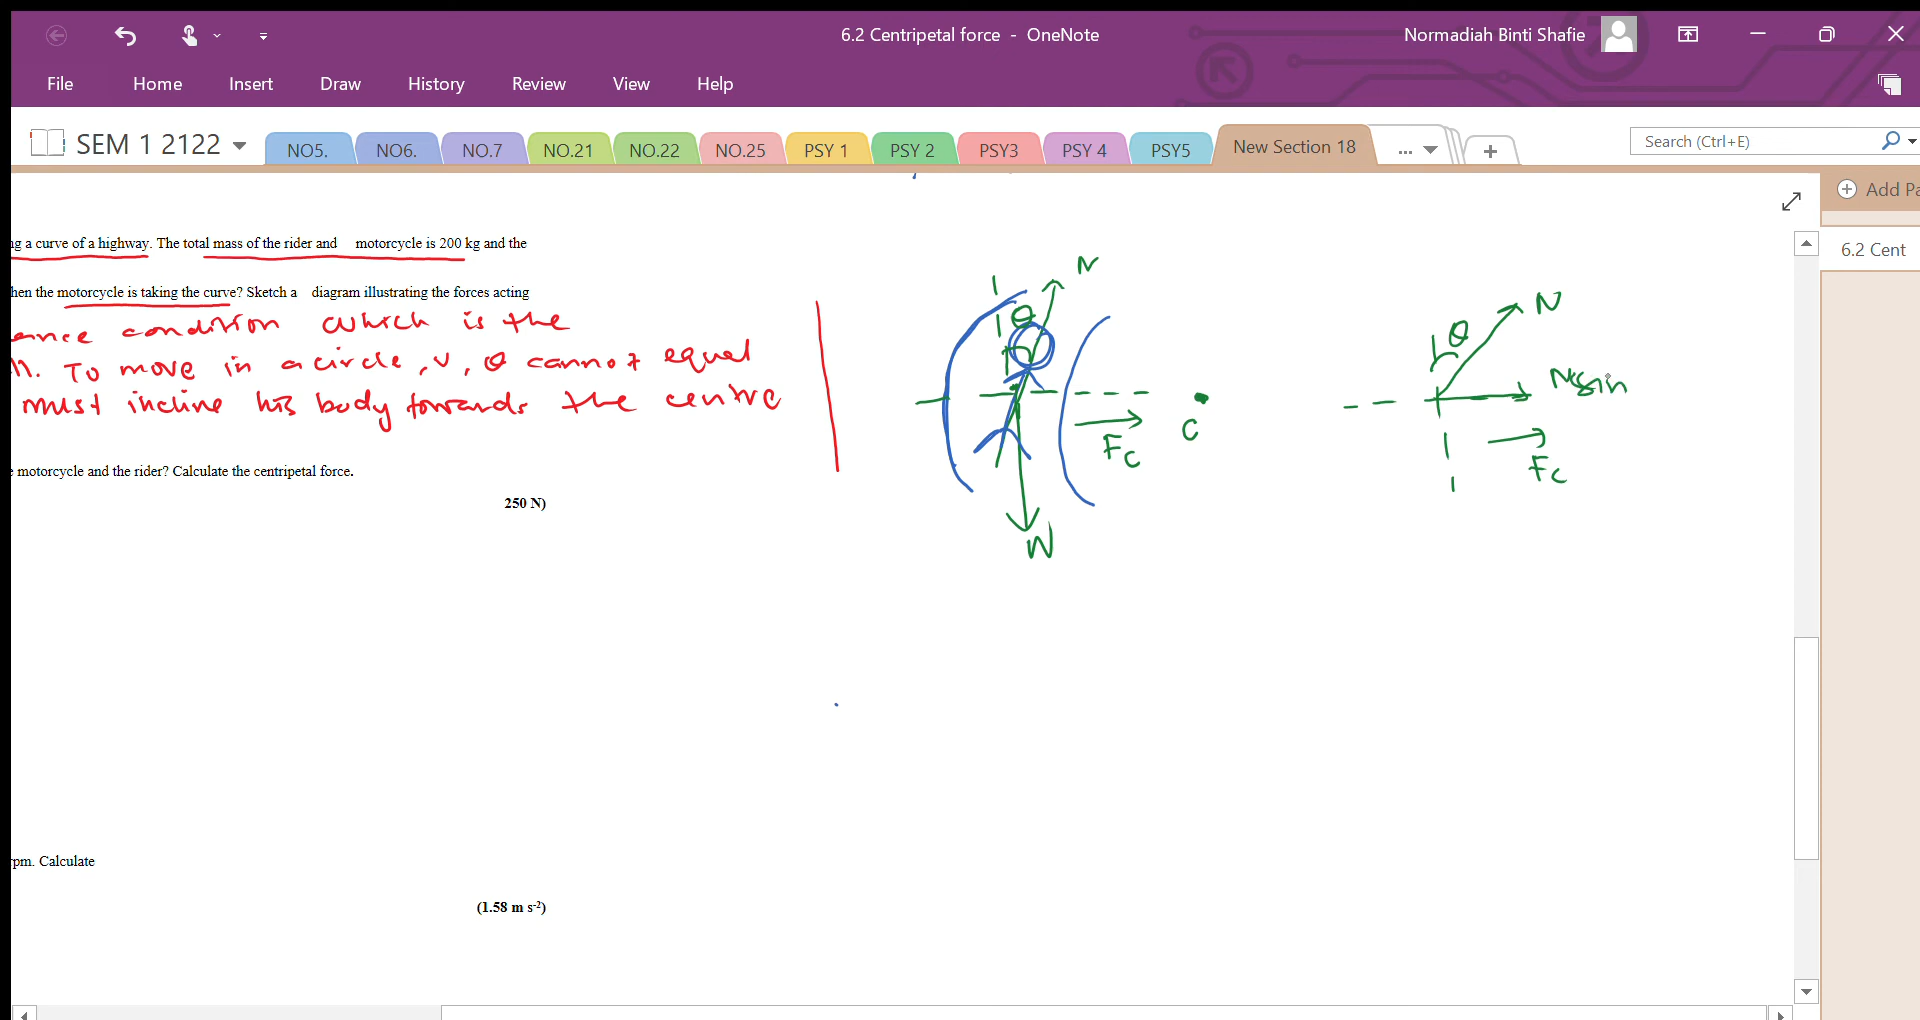 6.2 Centripetal force - OneNote
Normadiah Binti Shafie
File Home Insert Draw History Review View Help
SEM 1 2122
NO5. NO6. NO.7 NO.21 NO.22 NO.25 PSY 1 PSY 2 PSY3 PSY 4 PSY5 New Section 18 ...
Search (Ctrl+E)
Add Pa
6.2 Cent
ng a curve of a highway. The total mass of the rider and motorcycle is 200 kg and the
hen the motorcycle is taking the curve? Sketch a diagram illustrating the forces acting
ance condition which is the
To move in a circle, v, θ cannot equal
must incline his body towards the centre
motorcycle and the rider? Calculate the centripetal force.
250 N)
N
θ
Fc
C
W
N
θ
N sin
Fc
rpm. Calculate
(1.58 m s⁻²)